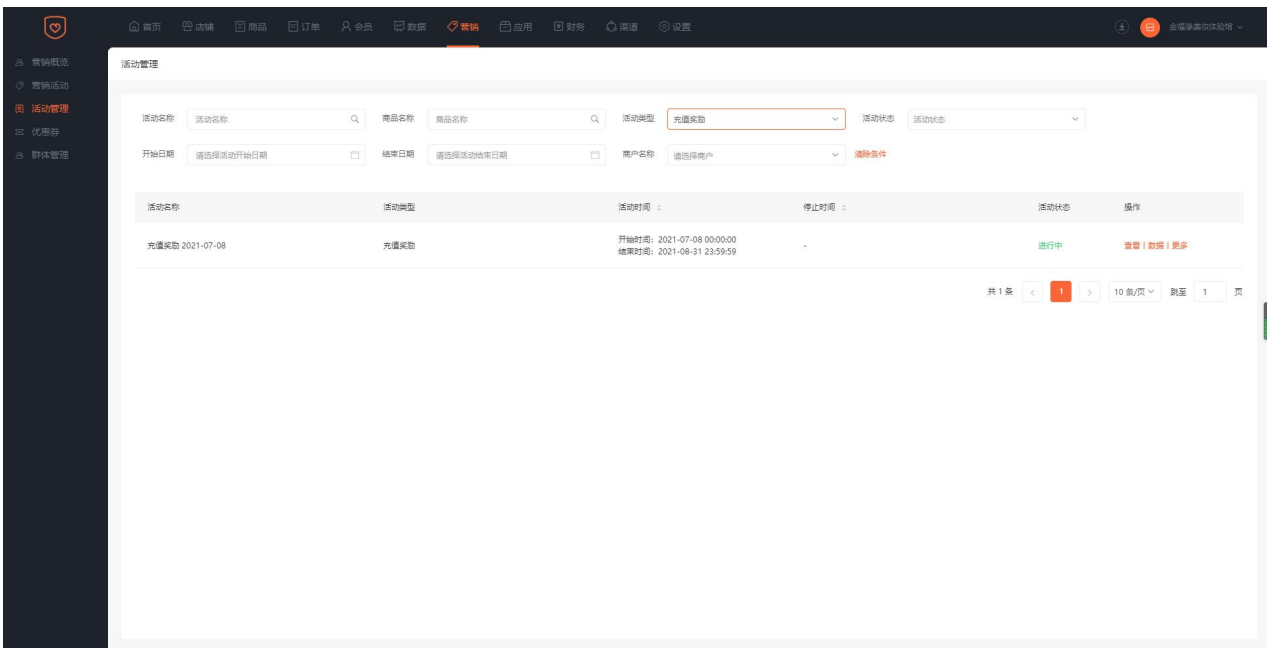 首页 店铺 商品 订单 会员 数据 营销 应用 财务 渠道 设置
营销概览
营销活动
活动管理
优惠券
群体管理
活动管理
活动名称 活动名称 商品名称 商品名称 活动类型 充值奖励 活动状态 活动状态
开始日期 请选择活动开始日期 结束日期 请选择活动结束日期 商户名称 请选择商户 清除条件
活动名称 活动类型 活动时间 停止时间 活动状态 操作
充值奖励 2021-07-08 充值奖励 开始时间：2021-07-08 00:00:00 - 进行中 查看 | 数据 | 更多
结束时间：2021-08-31 23:59:59
共 1 条 < 1 > 10 条/页 跳至 1 页